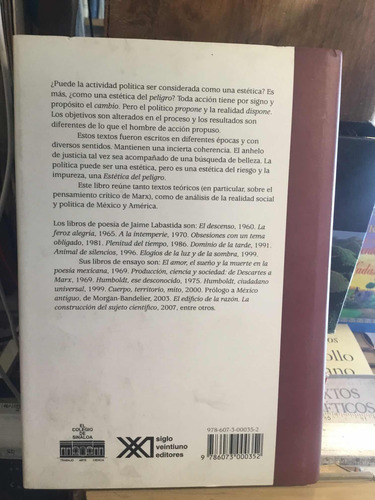 ¿Puede la actividad política ser considerada como una estética? Es
más, ¿como una estética del peligro? Toda acción tiene por signo y
propósito el cambio. Pero el político propone y la realidad dispone.
Los objetivos son alterados en el proceso y los resultados son
diferentes de lo que el hombre de acción propuso.
Estos textos fueron escritos en diferentes épocas y con
diversos sentidos. Mantienen una incierta coherencia. El anhelo
de justicia tal vez sea acompañado de una búsqueda de belleza. La
política puede ser una estética, pero es una estética del riesgo y la
impureza, una Estética del peligro.
Este libro reúne tanto textos teóricos (en particular, sobre el
pensamiento crítico de Marx), como de análisis de la realidad social
y política de México y América.
Los libros de poesía de Jaime Labastida son: El descenso, 1960. La
feroz alegría, 1965. A la intemperie, 1970. Obsesiones con un tema
obligado, 1981. Plenitud del tiempo, 1986. Dominio de la tarde, 1991.
Animal de silencios, 1996. Elogios de la luz y de la sombra, 1999.
Sus libros de ensayo son: El amor, el sueño y la muerte en la
poesía mexicana, 1969. Producción, ciencia y sociedad: de Descartes a
Marx, 1969. Humboldt, ese desconocido, 1975. Humboldt, ciudadano
universal, 1999. Cuerpo, territorio, mito, 2000. Prólogo a México
antiguo, de Morgan-Bandelier, 2003. El edificio de la razón. La
construcción del sujeto científico, 2007, entre otros.
EL
COLEGIO
DE
SINALOA
TRABAJO ARTE CIENCIA
siglo
veintiuno
editores
978-607-3-00035-2
9 786073 000352